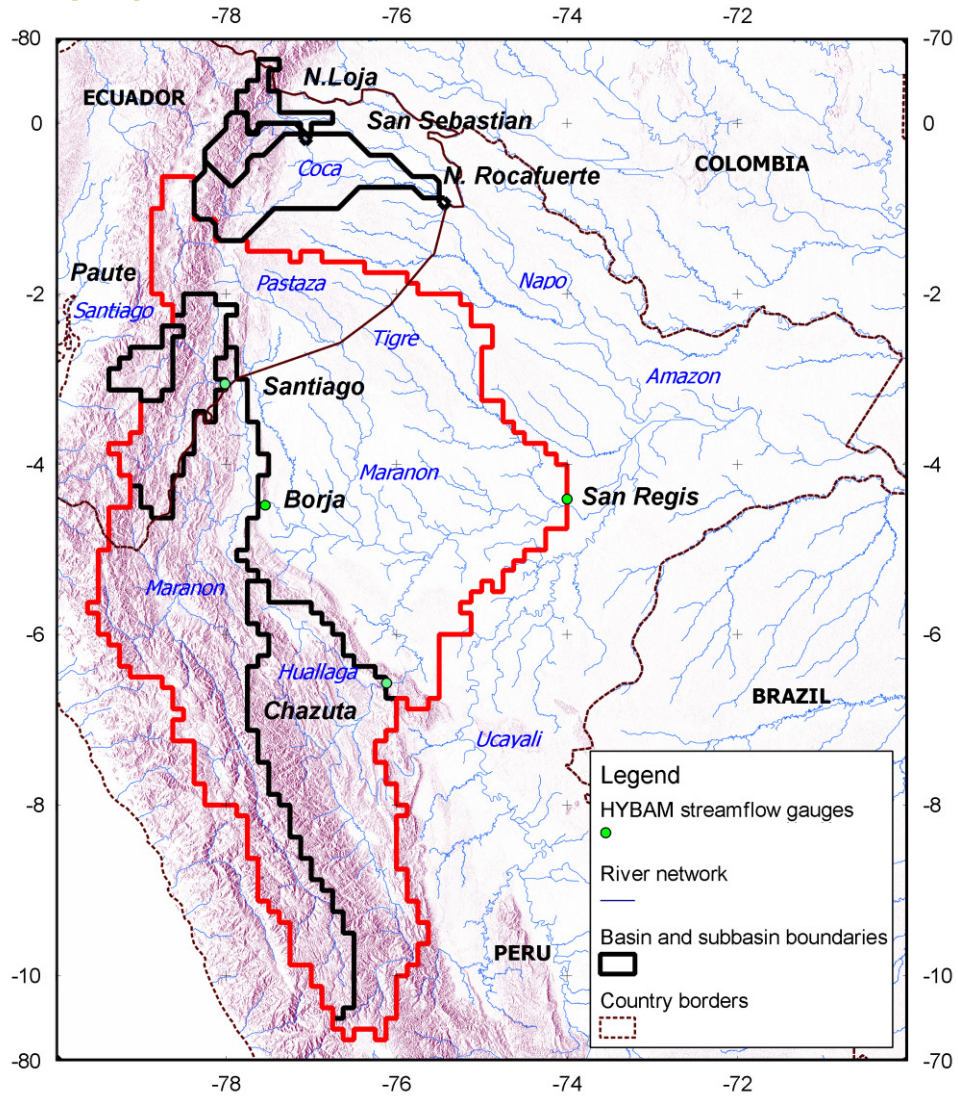 -78 -76 -74 -72
-80 -70
N.Loja
ECUADOR
0 San Sebastian 0
COLOMBIA
Coca N. Rocafuerte
Paute Pastaza Napo
-2 Santiago -2
Tigre
Amazon
Santiago
-4 Maranon -4
Borja San Regis
Maranon
-6 -6
Huallaga
Chazuta BRAZIL
Ucayali
Legend
-8 HYBAM streamflow gauges -8
River network
Basin and subbasin boundaries
PERU
-10 -10
Country borders
-80 -70
-78 -76 -74 -72